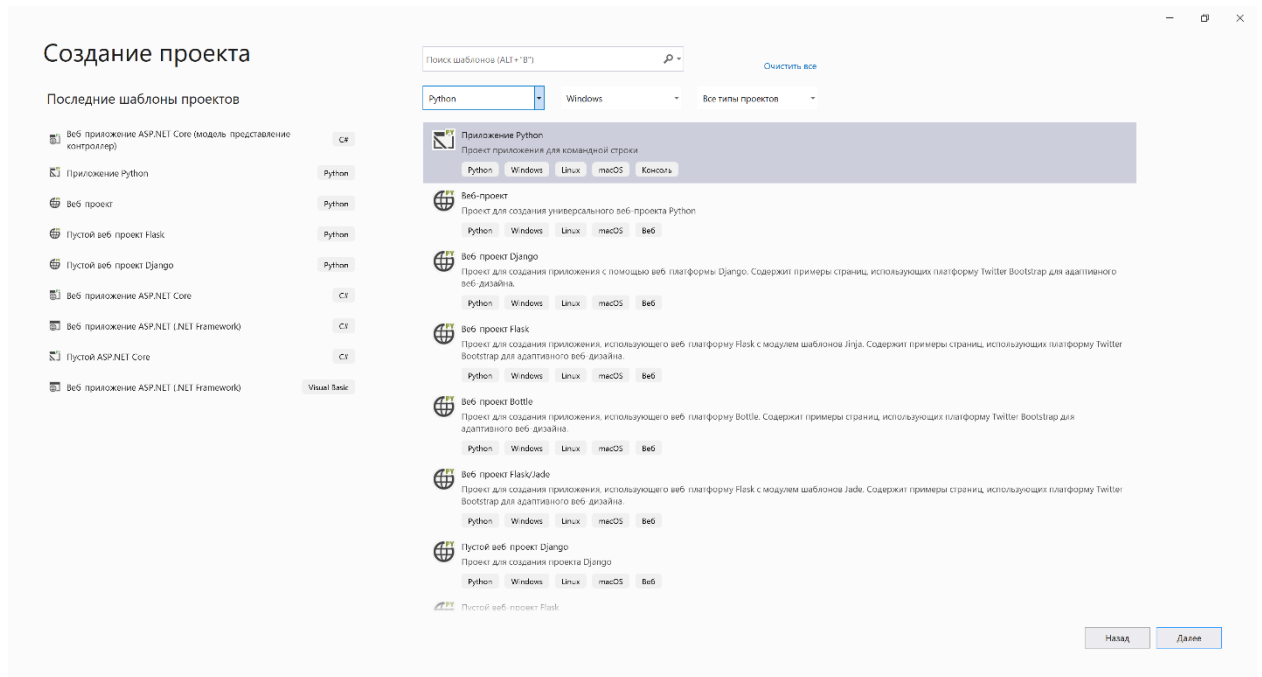 Создание проекта
Поиск шаблонов (ALT+"В")
Очистить все
Последние шаблоны проектов
Python
Windows
Все типы проектов
Веб приложение ASP.NET Core (модель представление
контроллер)
C#
Приложение Python
Python
Веб проект
Python
Пустой веб проект Flask
Python
Пустой веб проект Django
Python
Веб приложение ASP.NET Core
C#
Веб приложение ASP.NET (.NET Framework)
C#
Пустой ASP.NET Core
C#
Веб приложение ASP.NET (.NET Framework)
Visual Basic
Приложение Python
Проект приложения для командной строки
Python Windows Linux macOS Консоль
Веб-проект
Проект для создания универсального веб-проекта Python
Python Windows Linux macOS Веб
Веб проект Django
Проект для создания приложения с помощью веб платформы Django. Содержит примеры страниц, использующих платформу Twitter Bootstrap для адаптивного
веб-дизайна.
Python Windows Linux macOS Веб
Веб проект Flask
Проект для создания приложения, использующего веб платформу Flask с модулем шаблонов Jinja. Содержит примеры страниц, использующих платформу Twitter
Bootstrap для адаптивного веб-дизайна.
Python Windows Linux macOS Веб
Веб проект Bottle
Проект для создания приложения, использующего веб платформу Bottle. Содержит примеры страниц, использующих платформу Twitter Bootstrap для
адаптивного веб-дизайна.
Python Windows Linux macOS Веб
Веб проект Flask/Jade
Проект для создания приложения, использующего веб платформу Flask с модулем шаблонов Jade. Содержит примеры страниц, использующих платформу Twitter
Bootstrap для адаптивного веб дизайна.
Python Windows Linux macOS Веб
Пустой веб проект Django
Проект для создания проекта Django
Python Windows Linux macOS Веб
Пустой веб-проект Flask
Назад
Далее